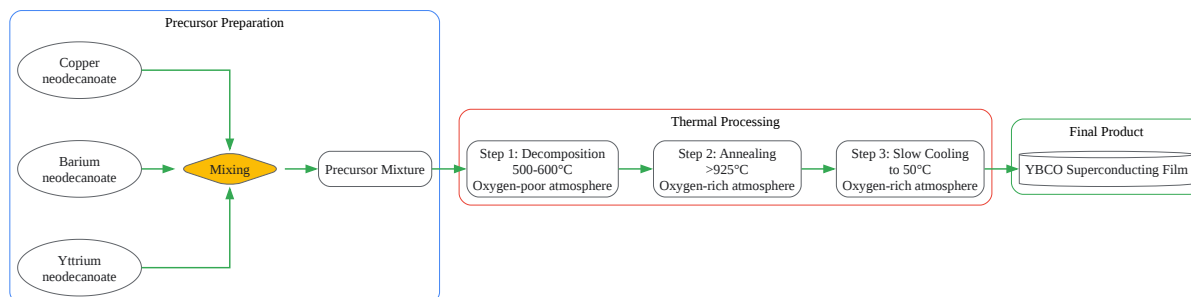 Precursor Preparation
Copper
neodecanoate
Barium
neodecanoate
Yttrium
neodecanoate
Mixing
Precursor Mixture
Thermal Processing
Step 1: Decomposition
500-600°C
Oxygen-poor atmosphere
Step 2: Annealing
>925°C
Oxygen-rich atmosphere
Step 3: Slow Cooling
to 50°C
Oxygen-rich atmosphere
Final Product
YBCO Superconducting Film